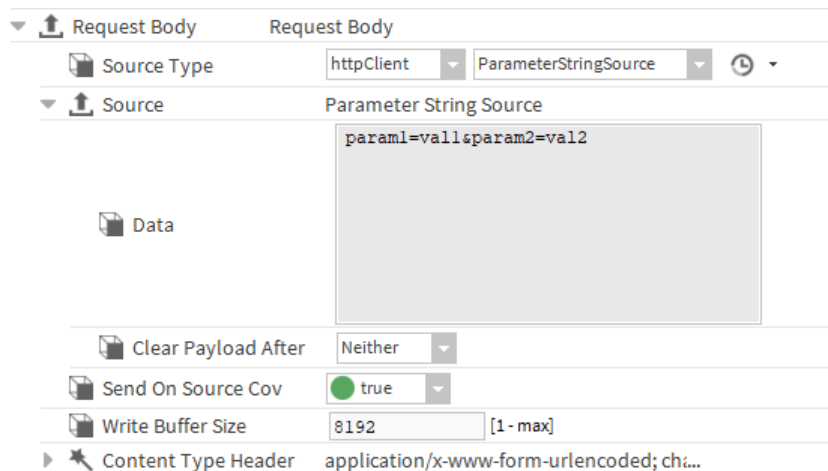 Request Body Request Body
Source Type httpClient ParameterStringSource
Source Parameter String Source
Data param1=val1&param2=val2
Clear Payload After Neither
Send On Source Cov true
Write Buffer Size 8192 [1 - max]
Content Type Header application/x-www-form-urlencoded; cha...